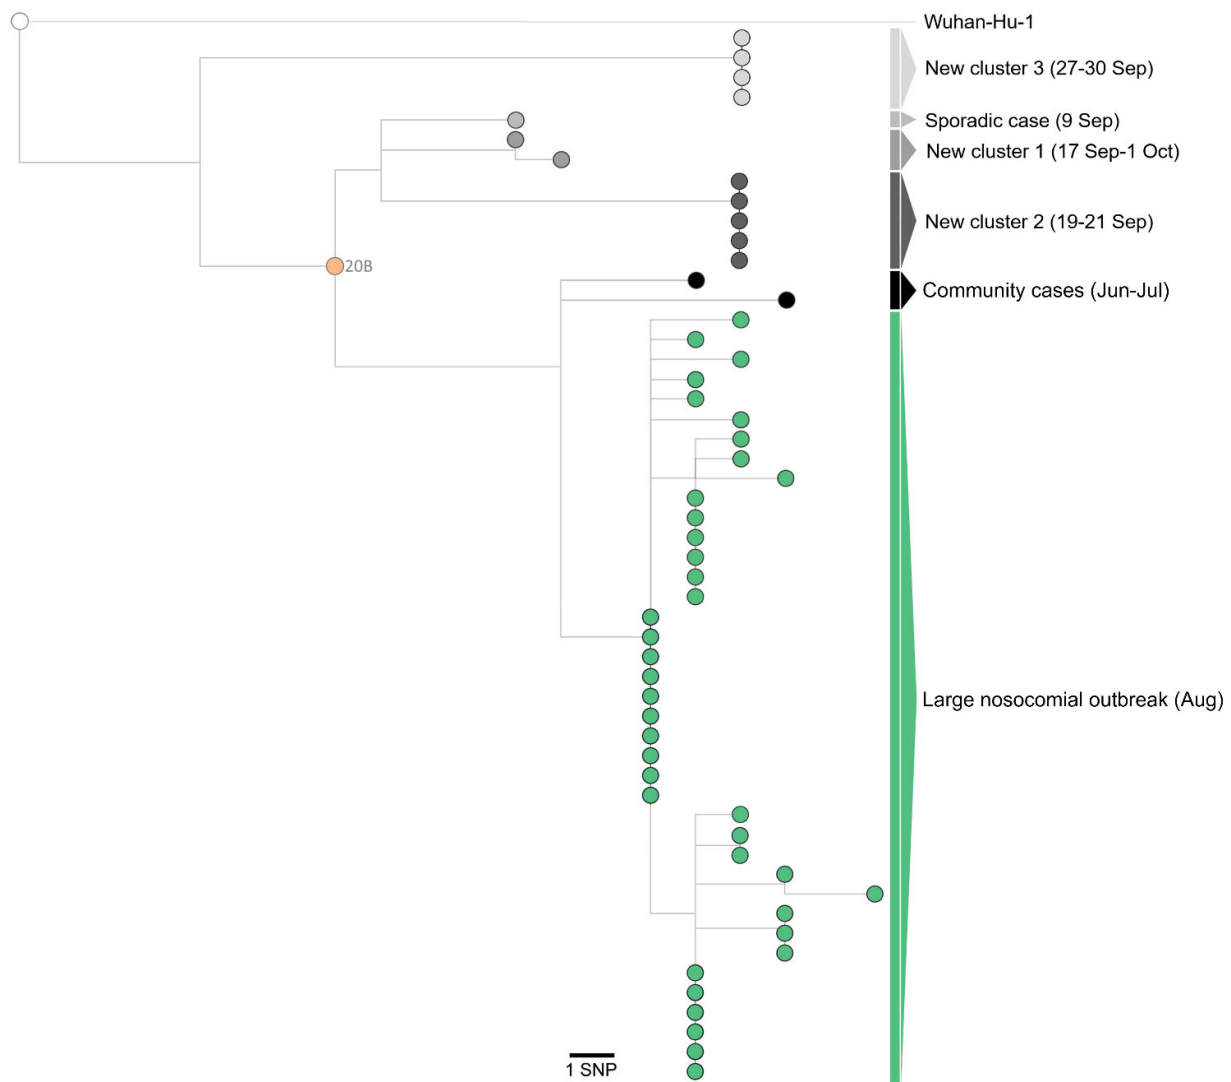 Wuhan-Hu-1
New cluster 3 (27-30 Sep)
Sporadic case (9 Sep)
New cluster 1 (17 Sep-1 Oct)
New cluster 2 (19-21 Sep)
20B
Community cases (Jun-Jul)
Large nosocomial outbreak (Aug)
1 SNP